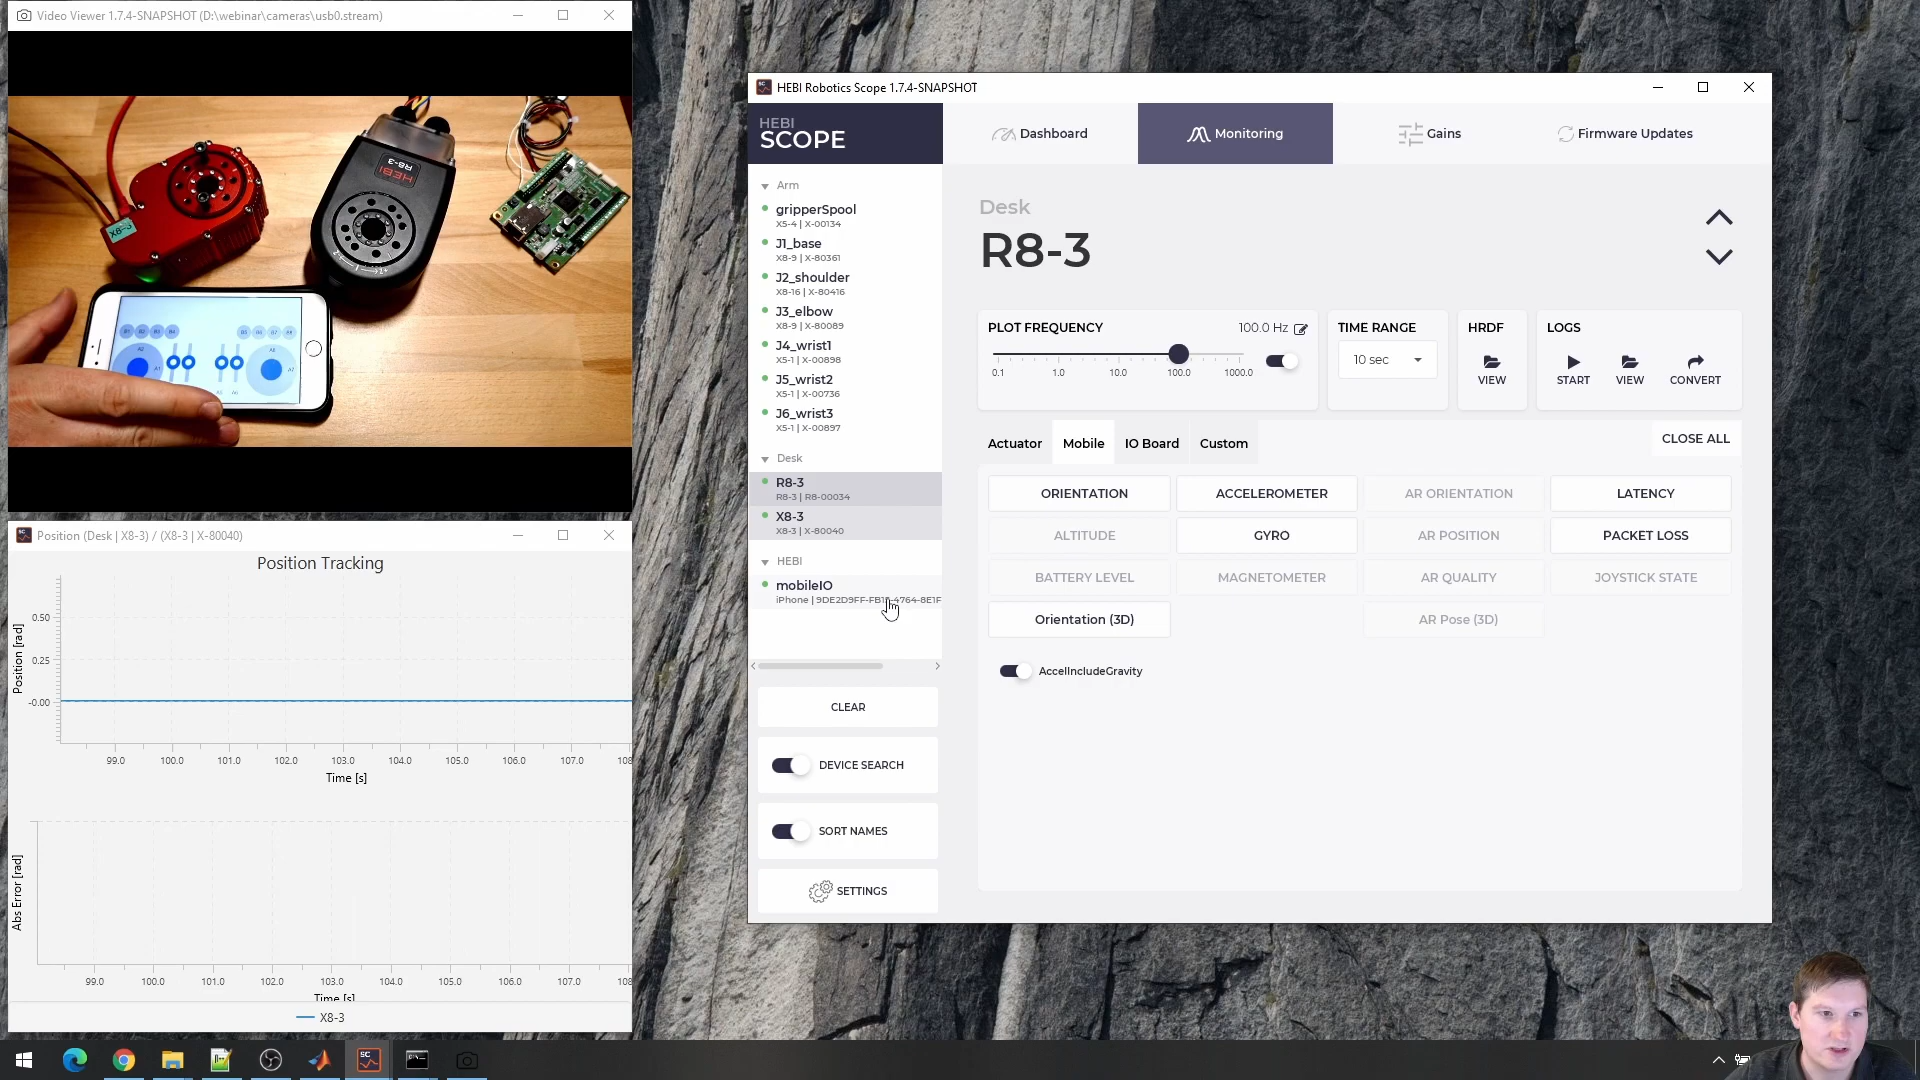 Video Viewer 1.7.4-SNAPSHOT (D:\webinar\cameras\usb0.stream)
HEBI
R8-3
X8-3
Position (Desk | X8-3) / (X8-3 | X-80040)
Position Tracking
Position [rad]
0.50
0.25
-0.00
99.0 100.0 101.0 102.0 103.0 104.0 105.0 106.0 107.0 108
Time [s]
Abs Error [rad]
99.0 100.0 101.0 102.0 103.0 104.0 105.0 106.0 107.0 108
Time [s]
X8-3
HEBI Robotics Scope 1.7.4-SNAPSHOT
HEBI
SCOPE
Dashboard
Monitoring
Gains
Firmware Updates
Arm
gripperSpool
X5-4 | X-00134
J1_base
X8-9 | X-80361
J2_shoulder
X8-16 | X-80416
J3_elbow
X8-9 | X-80089
J4_wrist1
X5-1 | X-00898
J5_wrist2
X5-1 | X-00736
J6_wrist3
X5-1 | X-00897
Desk
R8-3
R8-3 | R8-00034
X8-3
X8-3 | X-80040
HEBI
mobileIO
CLEAR
DEVICE SEARCH
SORT NAMES
SETTINGS
Desk
R8-3
PLOT FREQUENCY
100.0 Hz
0.1 1.0 10.0 100.0 1000.0
TIME RANGE
10 sec
HRDF
VIEW
LOGS
START VIEW CONVERT
Actuator Mobile IO Board Custom
CLOSE ALL
ORIENTATION ACCELEROMETER AR ORIENTATION LATENCY
ALTITUDE GYRO AR POSITION PACKET LOSS
BATTERY LEVEL MAGNETOMETER AR QUALITY JOYSTICK STATE
Orientation (3D) AR Pose (3D)
AccelIncludeGravity
SC